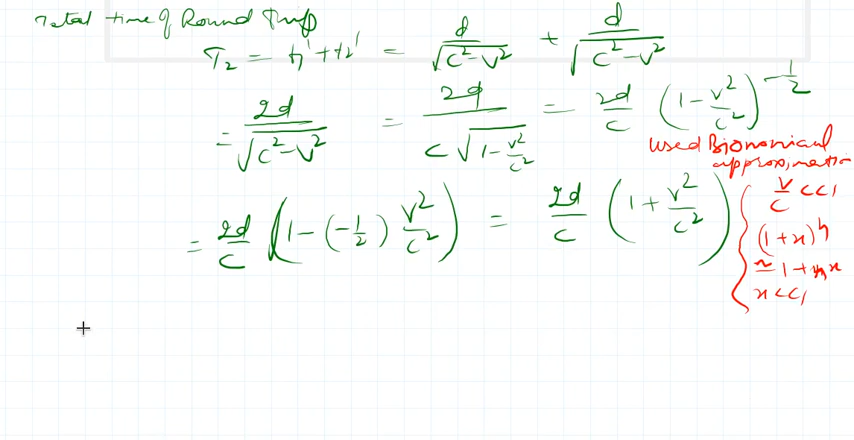 Total time of Round Trip
T₂ = t₁' + t₂' = d/√(c²-v²) + d/√(c²-v²)
= 2d/√(c²-v²) = 2d/(c√(1-v²/c²)) = 2d/c (1-v²/c²)^(-1/2)
used Bionomical
approximation
= 2d/c (1-(-1/2) v²/c²) = 2d/c (1+v²/c²)
v/c <<1
(1+x)ⁿ
≃ 1+nx
x<<1